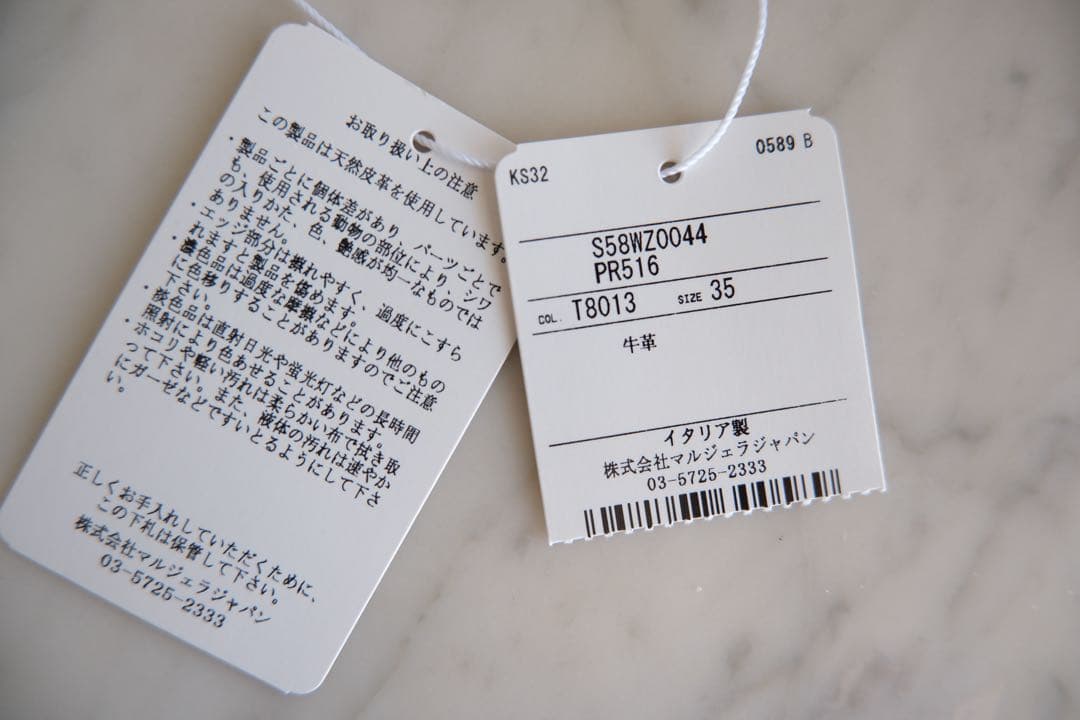 お取り扱い上の注意
この製品は天然皮革を使用しています。
・製品ごとに個体差があり、パーツごとで
も、使用される動物の部位により、シワ
の入りかた、色、艶感が均一なものでは
ありません。
・エッジ部分は擦れやすく、過度にこすら
れますと製品を傷めます。
濃色品は過度な摩擦などにより他のもの
に色移りすることがありますのでご注意
下さい。
・淡色品は直射日光や蛍光灯などの長時間
照射により色あせることがあります。
・ホコリや軽い汚れは柔らかい布で拭き取
って下さい。また、液体の汚れは速やか
にガーゼなどですいとるようにして下さ
い。
正しくお手入れしていただくために、
この下札は保管して下さい。
株式会社マルジェラジャパン
03-5725-2333
KS32 0589 B
S58WZ0044
PR516
COL. T8013 SIZE 35
牛革
イタリア製
株式会社マルジェラジャパン
03-5725-2333